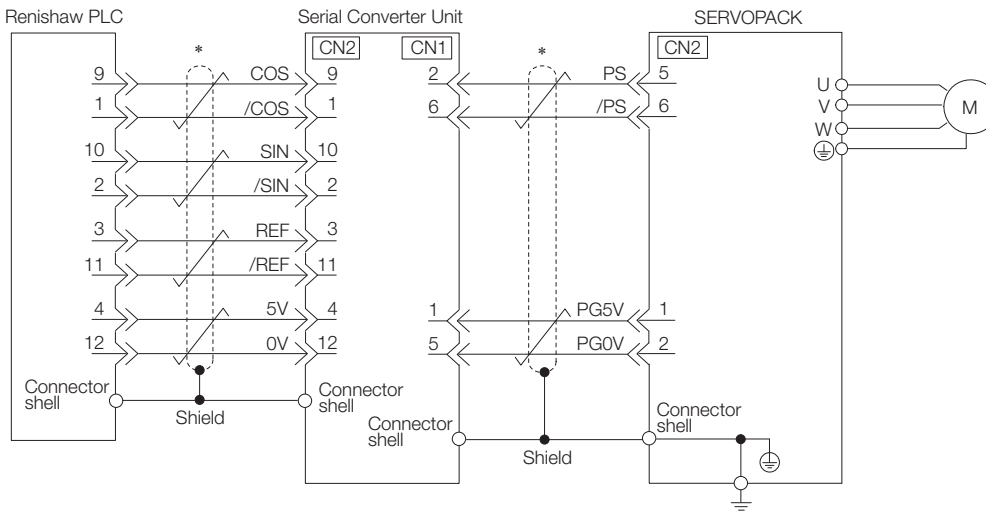 Renishaw PLC Serial Converter Unit SERVOPACK
* CN2 CN1 * CN2
9 COS 9 2 PS 5
1 /COS 1 6 /PS 6
U
V
W
M
10 SIN 10
2 /SIN 2
3 REF 3
11 /REF 11
4 5V 4 1 PG5V 1
12 0V 12 5 PG0V 2
Connector
shell
Shield
Connector
shell
Connector
shell
Shield
Connector
shell